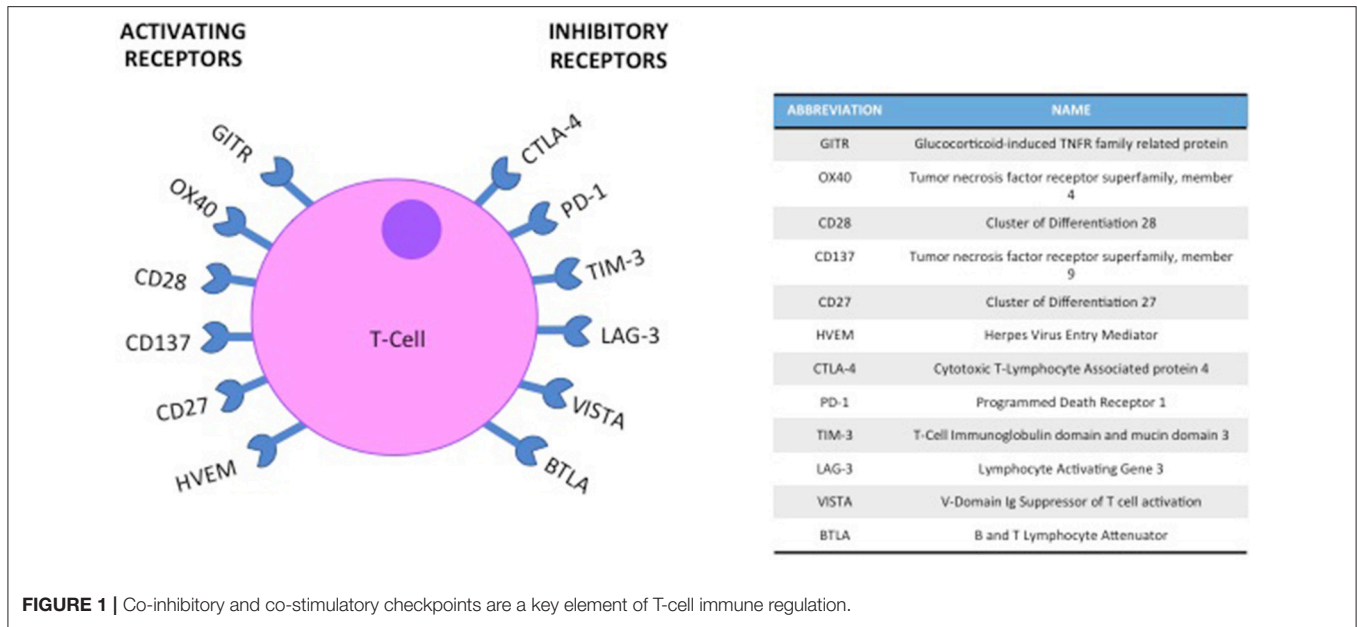 ACTIVATING
RECEPTORS
INHIBITORY
RECEPTORS
GITR
OX40
CD28
CD137
CD27
HVEM
T-Cell
CTLA-4
PD-1
TIM-3
LAG-3
VISTA
BTLA
ABBREVIATION NAME
GITR Glucocorticoid-induced TNFR family related protein
OX40 Tumor necrosis factor receptor superfamily, member
4
CD28 Cluster of Differentiation 28
CD137 Tumor necrosis factor receptor superfamily, member
9
CD27 Cluster of Differentiation 27
HVEM Herpes Virus Entry Mediator
CTLA-4 Cytotoxic T-Lymphocyte Associated protein 4
PD-1 Programmed Death Receptor 1
TIM-3 T-Cell Immunoglobulin domain and mucin domain 3
LAG-3 Lymphocyte Activating Gene 3
VISTA V-Domain Ig Suppressor of T cell activation
BTLA B and T Lymphocyte Attenuator
FIGURE 1 | Co-inhibitory and co-stimulatory checkpoints are a key element of T-cell immune regulation.